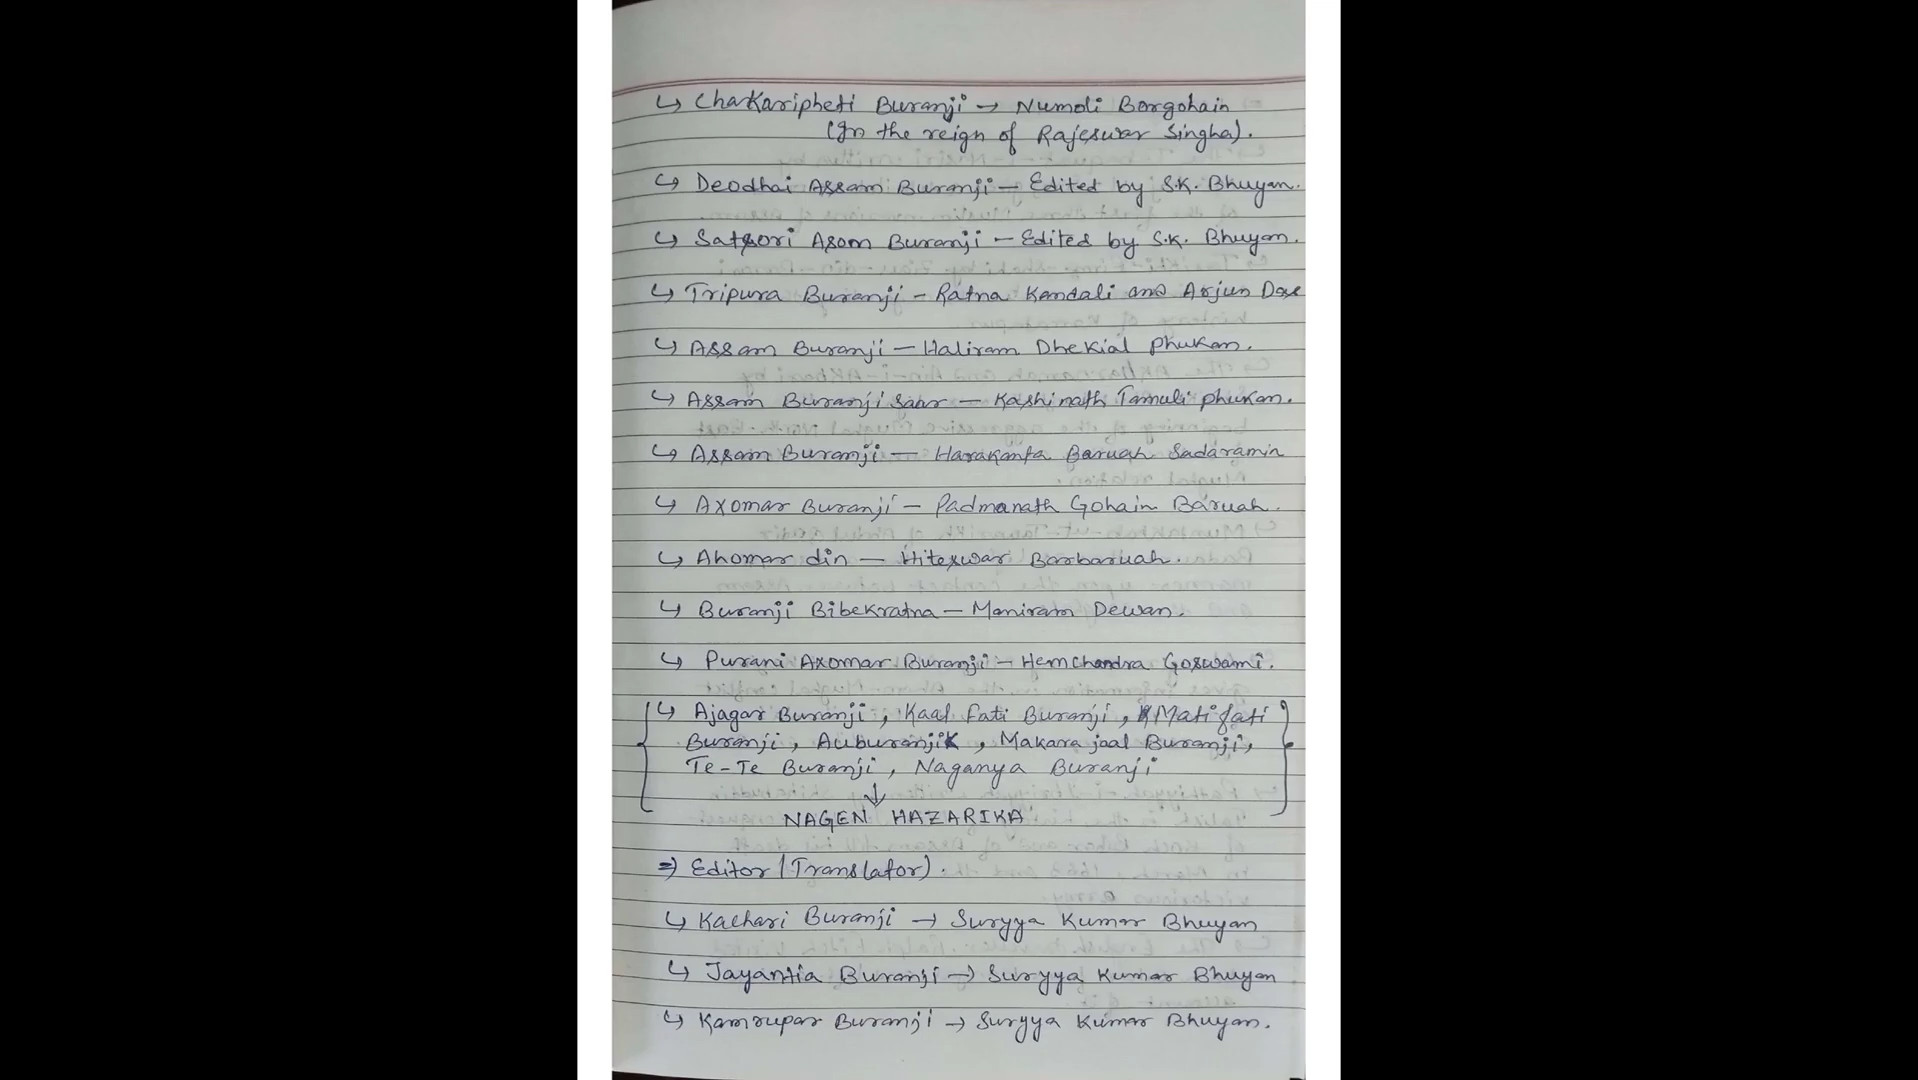 ↳ Chakaripheti Buranji → Numoli Borgohain
(In the reign of Rajeswar Singha).
↳ Deodhai Assam Buranji – Edited by S.K. Bhuyan.
↳ Satsori Asom Buranji – Edited by S.K. Bhuyan.
↳ Tripura Buranji – Ratna Kandali and Arjun Das
↳ Assam Buranji – Haliram Dhekial Phukan.
↳ Assam Buranji Saar – Kashinath Tamuli phukan.
↳ Assam Buranji – Harakanta Baruah Sadaramin
↳ Axomar Buranji – Padmanath Gohain Baruah.
↳ Ahomar din – Hiteswar Barbaruah.
↳ Buranji Bibekratna – Maniram Dewan.
↳ Purani Axomar Buranji – Hemchandra Goswami.
↳ Ajagar Buranji, Kaal Fati Buranji, Mati fati
Buranji, Auburanji, Makara jaal Buranji,
Te-Te Buranji, Naganya Buranji
↓
NAGEN HAZARIKA
⇒ Editor/(Translator).
↳ Kachari Buranji → Suryya Kumar Bhuyan
↳ Jayantia Buranji → Suryya Kumar Bhuyan
↳ Kamrupar Buranji → Suryya Kumar Bhuyan.